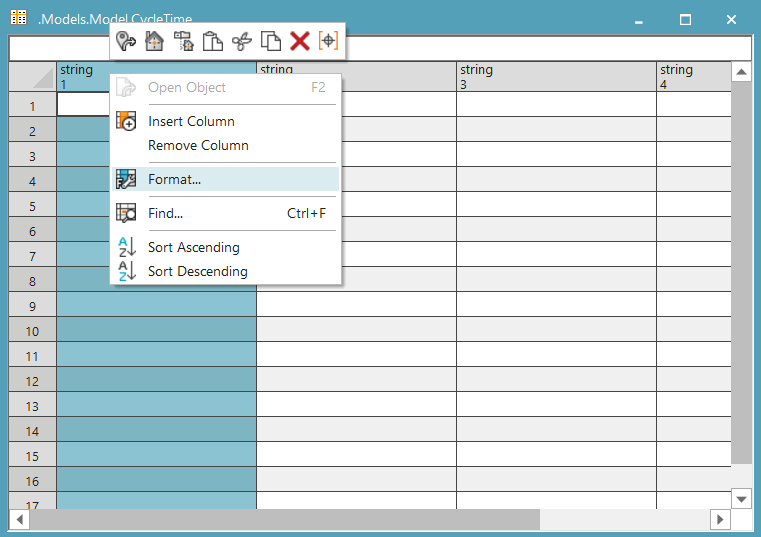 .Models.Model.CycleTime
string string string string
1 3 4
Open Object F2
Insert Column
Remove Column
Format...
Find... Ctrl+F
Sort Ascending
Sort Descending
1
2
3
4
5
6
7
8
9
10
11
12
13
14
15
16
17